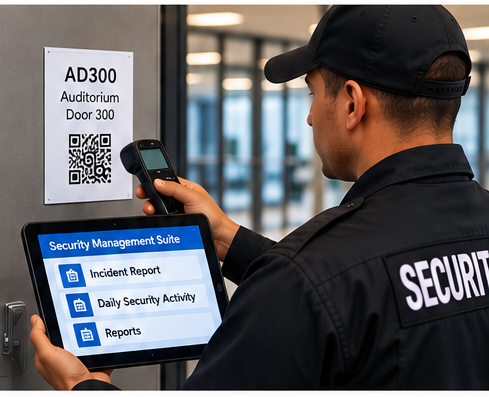 AD300
Auditorium
Door 300
Security Management Suite
Incident Report
Daily Security Activity
Reports
SECURIT